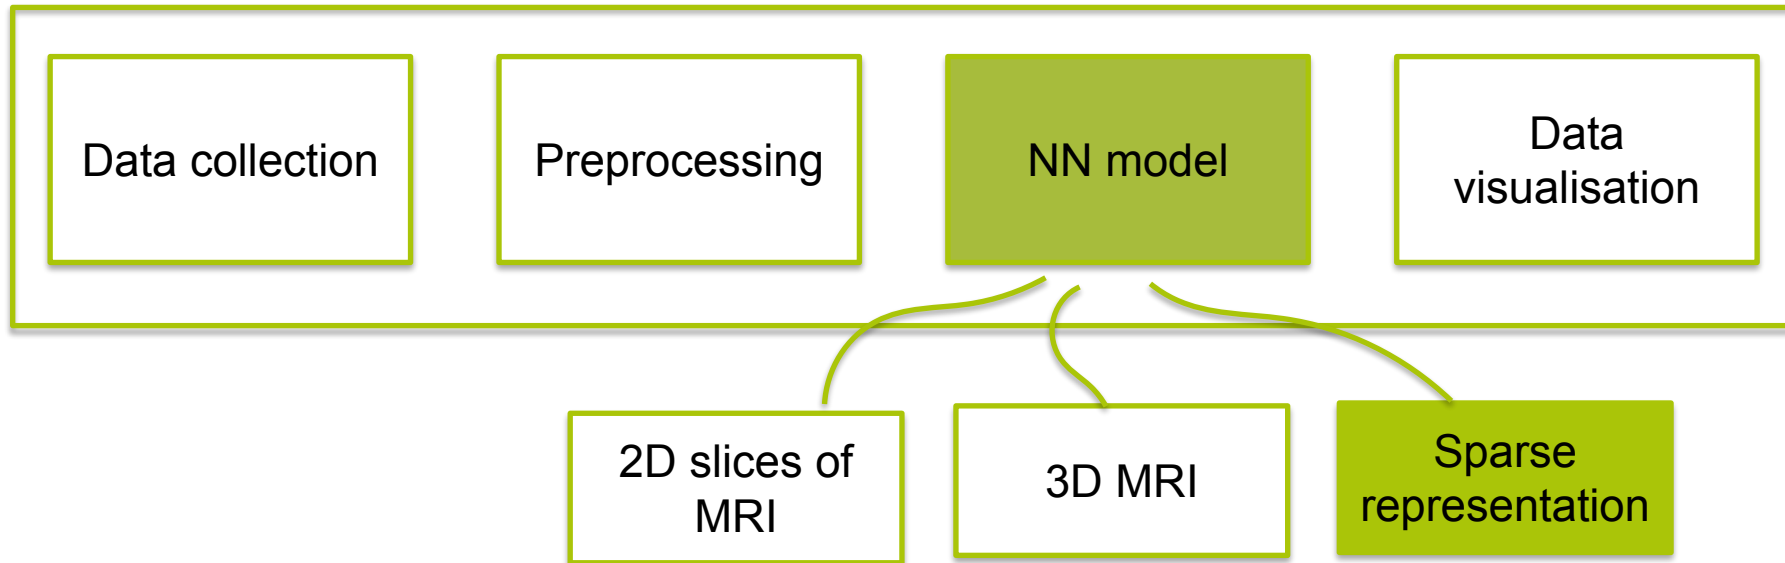 Data collection
Preprocessing
NN model
Data
visualisation
2D slices of
MRI
3D MRI
Sparse
representation